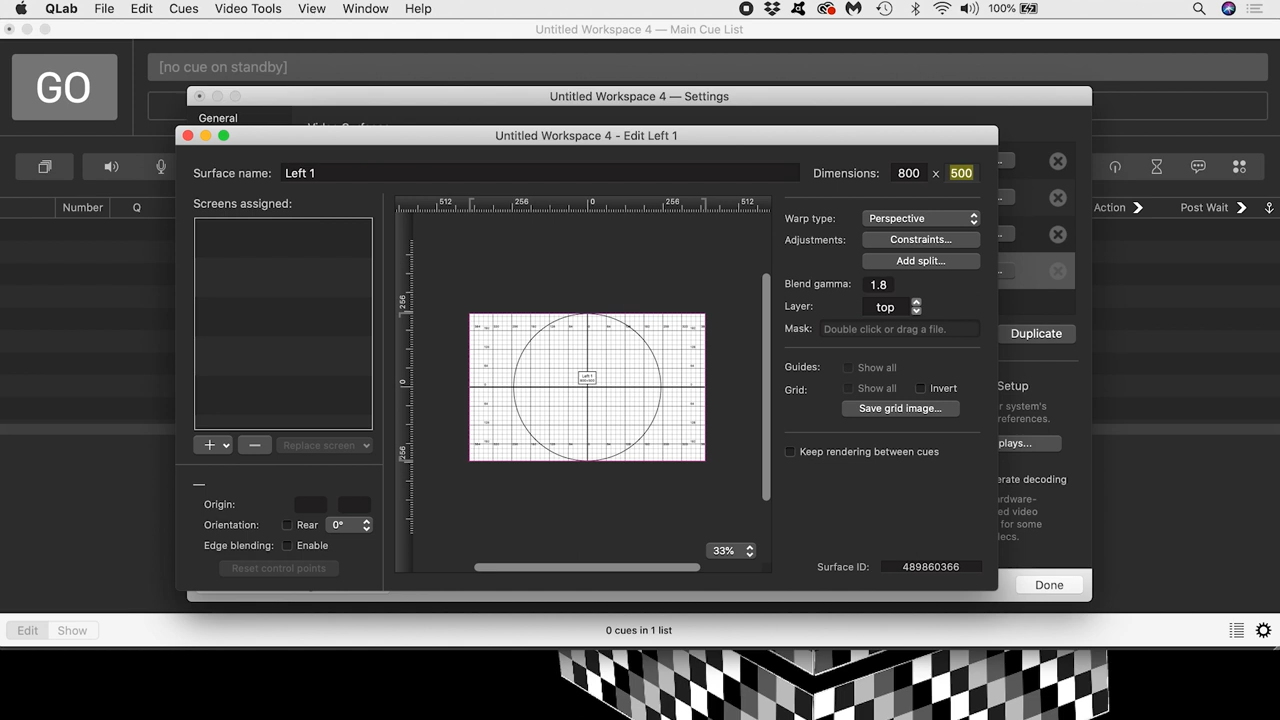 QLab File Edit Cues Video Tools View Window Help 100%
Untitled Workspace 4 — Main Cue List
GO
[no cue on standby]
Untitled Workspace 4 — Settings
General
Untitled Workspace 4 - Edit Left 1
Surface name: Left 1 Dimensions: 800 x 500
Screens assigned:
Number Q
Action Post Wait
512 256 0 256 512
256
0
256
Left 1
Warp type: Perspective
Adjustments: Constraints...
Add split...
Blend gamma: 1.8
Layer: top
Mask: Double click or drag a file.
Guides: Show all
Grid: Show all Invert
Save grid image...
Keep rendering between cues
+ − Replace screen
—
Origin:
Orientation: Rear 0°
Edge blending: Enable
Reset control points
33%
Surface ID: 489860366
Duplicate
Setup
r system's
references.
plays...
erate decoding
ardware-
ed video
for some
ecs.
Done
Edit Show
0 cues in 1 list